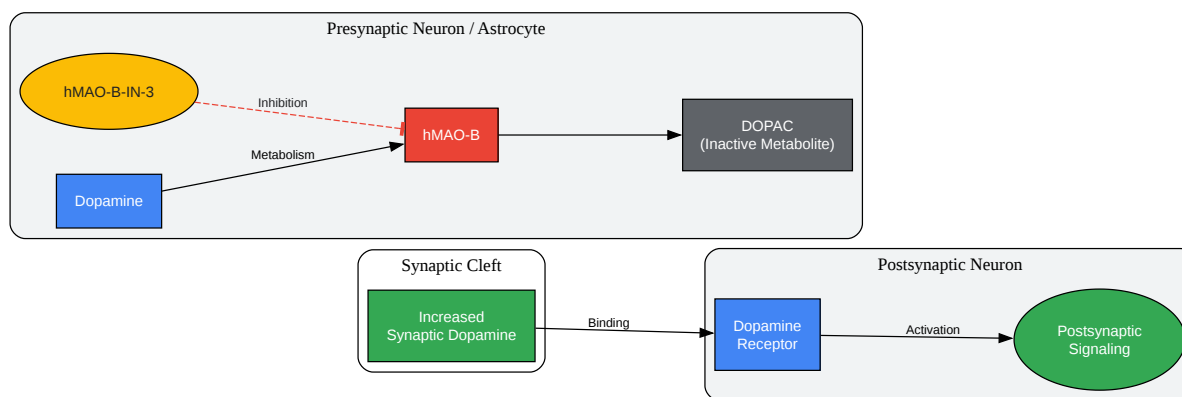 Presynaptic Neuron / Astrocyte
hMAO-B-IN-3
Inhibition
hMAO-B
DOPAC
(Inactive Metabolite)
Metabolism
Dopamine
Synaptic Cleft
Increased
Synaptic Dopamine
Binding
Postsynaptic Neuron
Dopamine
Receptor
Activation
Postsynaptic
Signaling